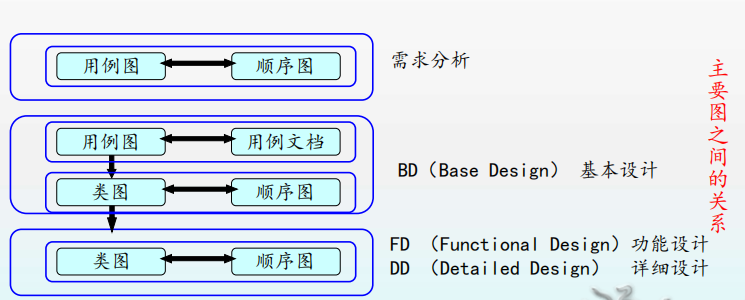 用例图
顺序图
需求分析
用例图
用例文档
BD（Base Design） 基本设计
类图
顺序图
FD （Functional Design）功能设计
DD （Detailed Design） 详细设计
类图
顺序图
主要图之间的关系